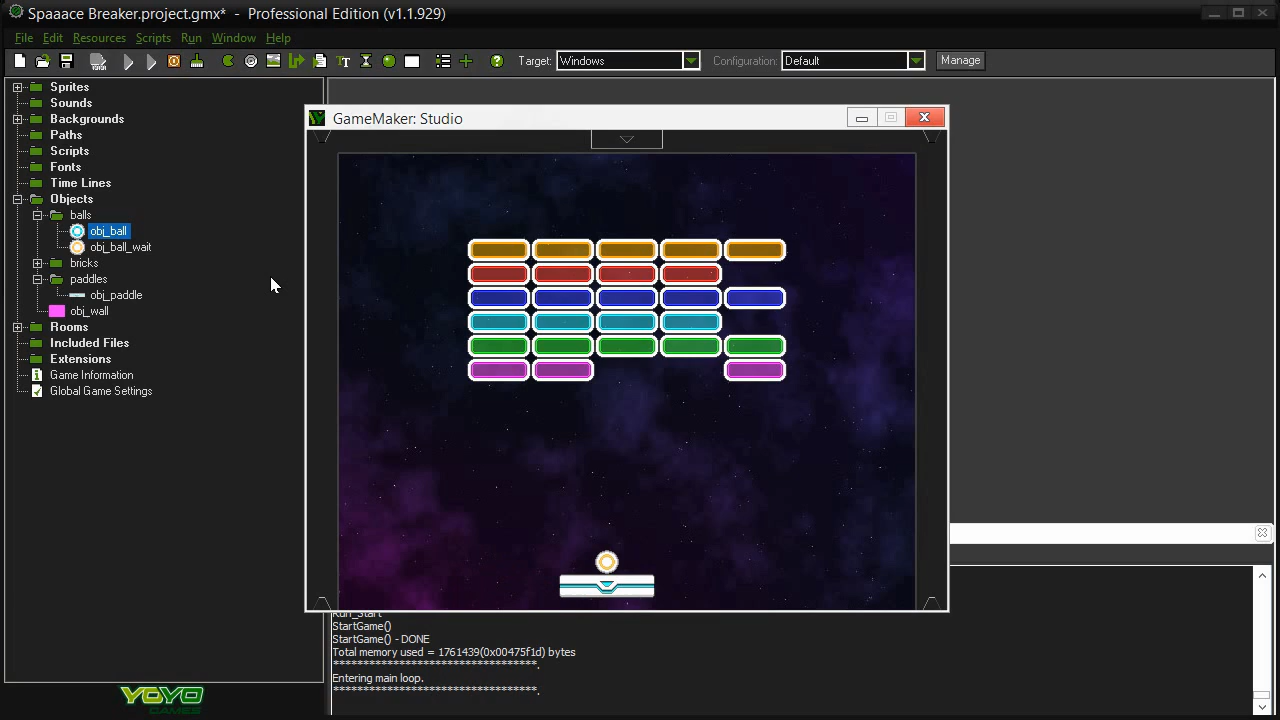 Spaaace Breaker.project.gmx* - Professional Edition (v1.1.929)
File Edit Resources Scripts Run Window Help
Target: Windows Configuration: Default Manage
Sprites
Sounds
Backgrounds
Paths
Scripts
Fonts
Time Lines
Objects
balls
obj_ball
obj_ball_wait
bricks
paddles
obj_paddle
obj_wall
Rooms
Included Files
Extensions
Game Information
Global Game Settings
GameMaker: Studio
Run_Start
StartGame()
StartGame() - DONE
Total memory used = 1761439(0x00475f1d) bytes
**********************************.
Entering main loop.
**********************************.
YOYO
GAMES